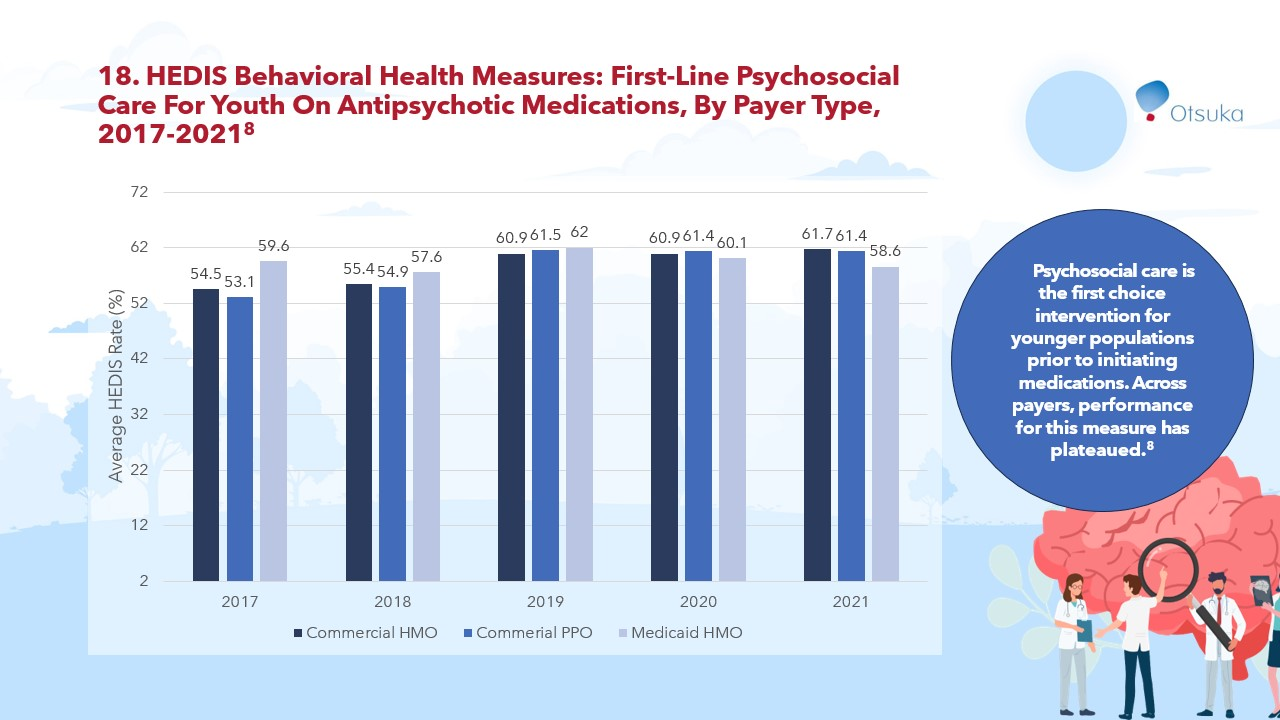 18. HEDIS Behavioral Health Measures: First-Line Psychosocial
Care For Youth On Antipsychotic Medications, By Payer Type,
2017-2021⁸
Otsuka
Average HEDIS Rate (%)
72
62
52
42
32
22
12
2
54.5 53.1 59.6
55.4 54.9 57.6
60.9 61.5 62
60.9 61.4 60.1
61.7 61.4 58.6
2017 2018 2019 2020 2021
Commercial HMO Commerial PPO Medicaid HMO
Psychosocial care is
the first choice
intervention for
younger populations
prior to initiating
medications. Across
payers, performance
for this measure has
plateaued.⁸